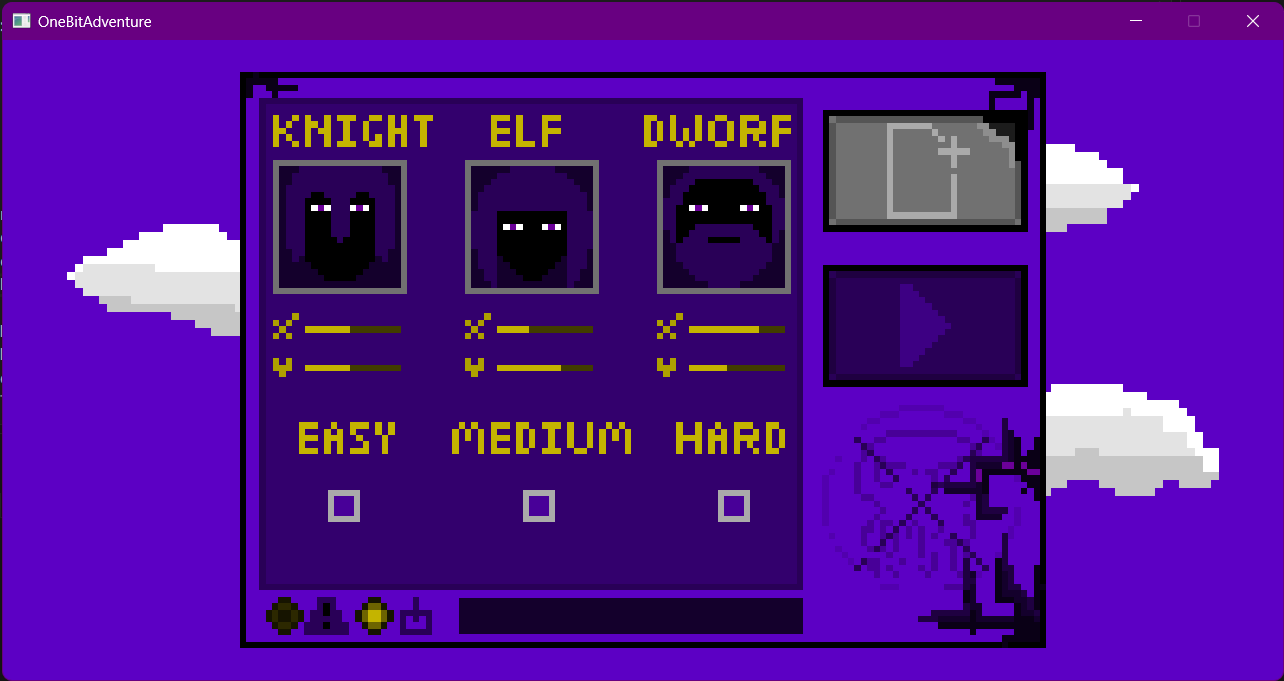 OneBitAdventure
KNIGHT ELF DWORF
EASY MEDIUM HARD